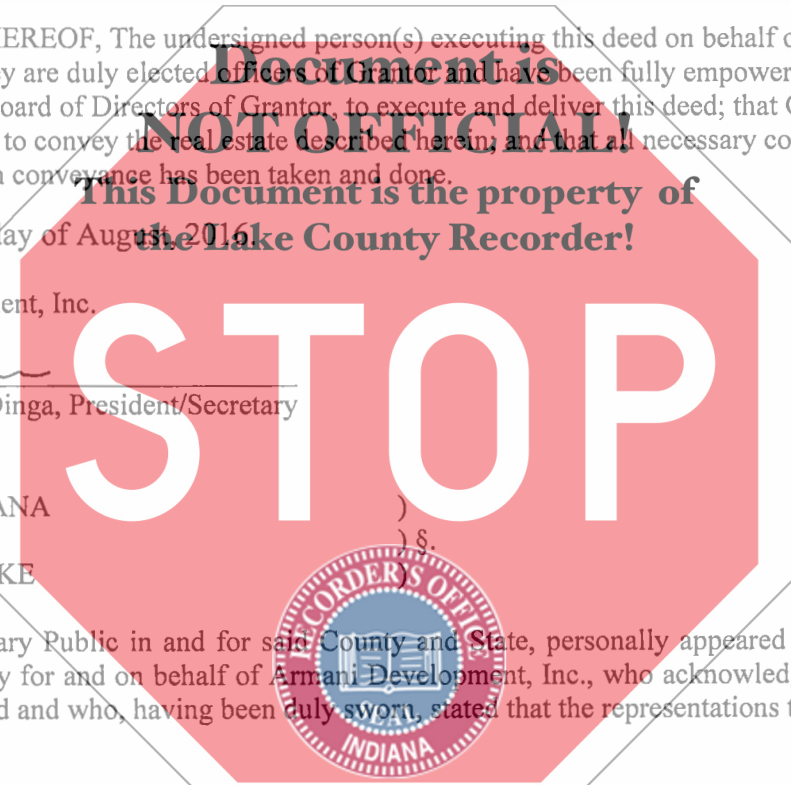 HEREOF, The undersigned person(s) executing this deed on behalf
Document is
ey are duly elected officers of Grantor and have been fully empower
oard of Directors of Grantor, to execute and deliver this deed; that
NOT OFFICIAL!
to convey the real estate described herein; and that all necessary co
conveyance has been taken and done.
This Document is the property of
lay of August, 2016.
the Lake County Recorder!
ent, Inc.
STOP
Dinga, President/Secretary
ANA )
) §.
KE )
RECORDER'S OFFICE
ary Public in and for said County and State, personally appeared
y for and on behalf of Armani Development, Inc., who acknowled
d and who, having been duly sworn, stated that the representations t
SEAL
INDIANA